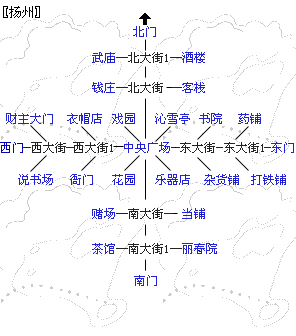 [[扬州]]
北门
武庙 北大街1 酒楼
钱庄 北大街 客栈
财主大门 衣帽店 戏园 沁雪亭 书院 药铺
西门 西大街 西大街1 中央广场 东大街 东大街1 东门
说书场 衙门 花园 乐器店 杂货铺 打铁铺
赌场 南大街 当铺
茶馆 南大街1 丽春院
南门